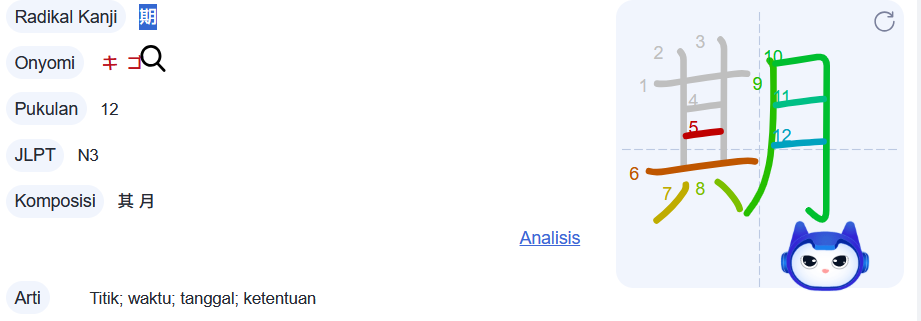 Radikal Kanji 期
Onyomi キ ゴ
Pukulan 12
JLPT N3
Komposisi 其 月
Analisis
Arti Titik; waktu; tanggal; ketentuan
1 2 3 4 5 6 7 8 9 10 11 12
期